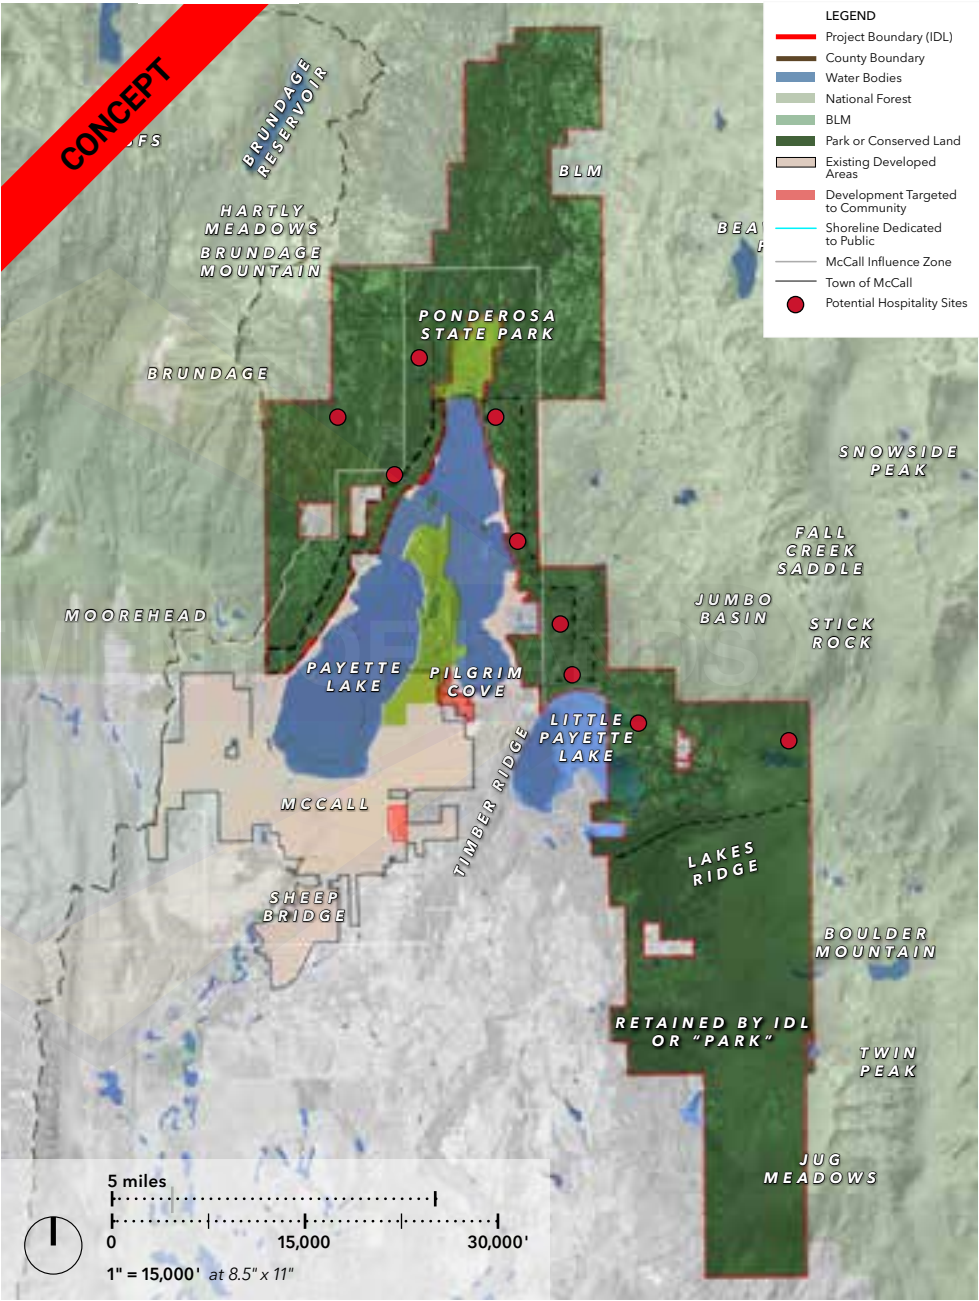 CONCEPT
LEGEND
Project Boundary (IDL)
County Boundary
Water Bodies
National Forest
BLM
Park or Conserved Land
Existing Developed
Areas
Development Targeted
to Community
Shoreline Dedicated
to Public
McCall Influence Zone
Town of McCall
Potential Hospitality Sites
BRUNDAGE
RESERVOIR
BLM
HARTLY
MEADOWS
BRUNDAGE
MOUNTAIN
PONDEROSA
STATE PARK
BRUNDAGE
SNOWSIDE
PEAK
FALL
CREEK
SADDLE
JUMBO
BASIN
STICK
ROCK
MOOREHEAD
PAYETTE
LAKE
PILGRIM
COVE
LITTLE
PAYETTE
LAKE
TIMBER RIDGE
MCCALL
LAKES
RIDGE
SHEEP
BRIDGE
BOULDER
MOUNTAIN
RETAINED BY IDL
OR "PARK"
TWIN
PEAK
JUG
MEADOWS
5 miles
0 15,000 30,000'
1" = 15,000' at 8.5" x 11"